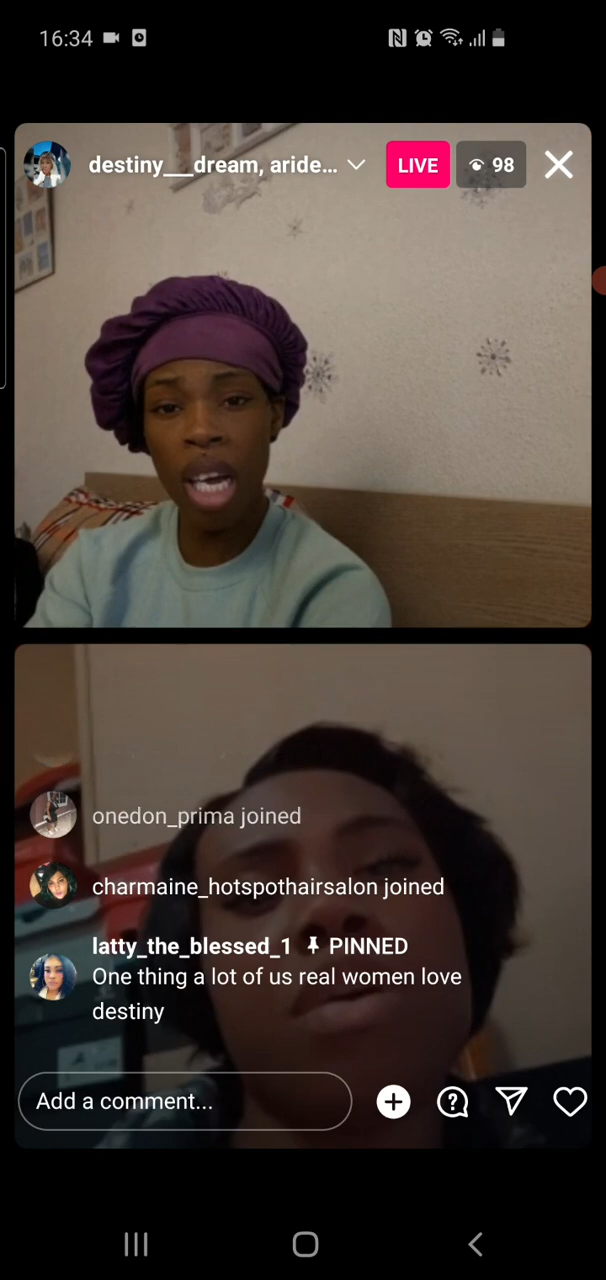 16:34
destiny___dream, aride...
LIVE
98
onedon_prima joined
charmaine_hotspothairsalon joined
latty_the_blessed_1 PINNED
One thing a lot of us real women love
destiny
Add a comment...